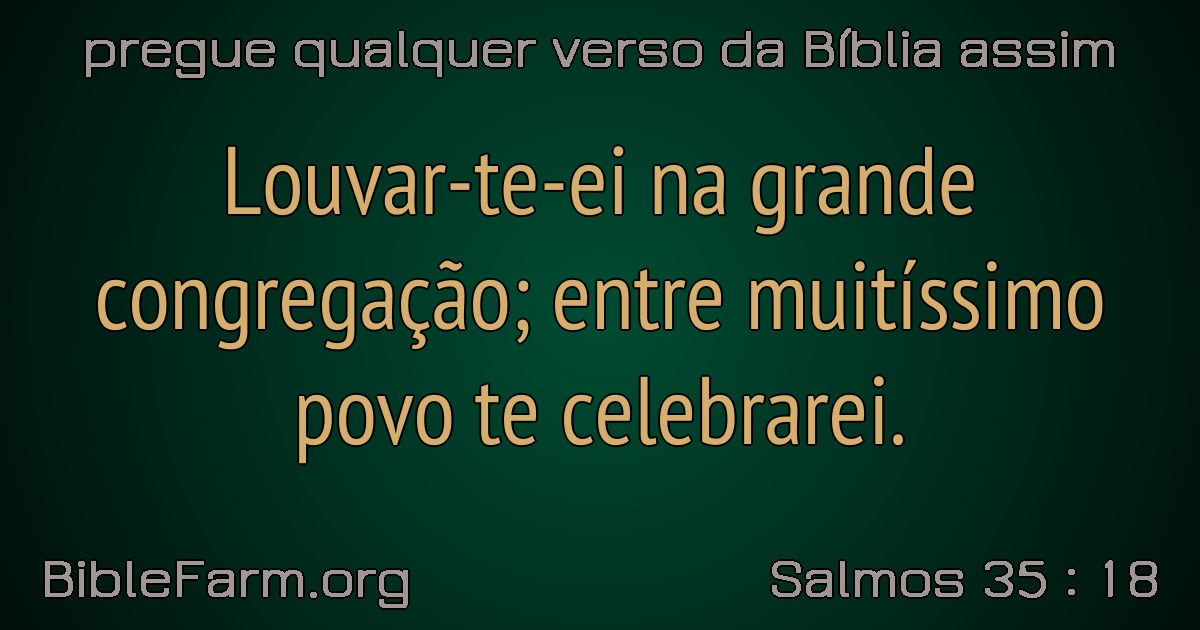 pregue qualquer verso da Bíblia assim
Louvar-te-ei na grande
congregação; entre muitíssimo
povo te celebrarei.
BibleFarm.org
Salmos 35 : 18